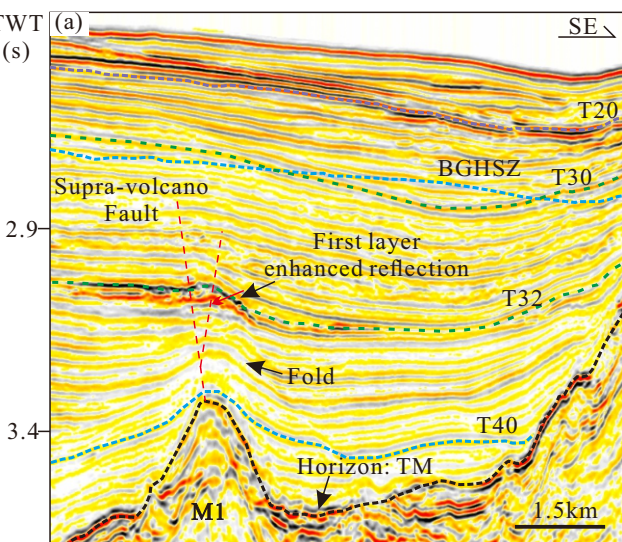 TWT
(s)
(a)
SE
T20
BGHSZ
T30
Supra-volcano
Fault
2.9
First layer
enhanced reflection
T32
Fold
T40
3.4
Horizon: TM
M1
1.5km